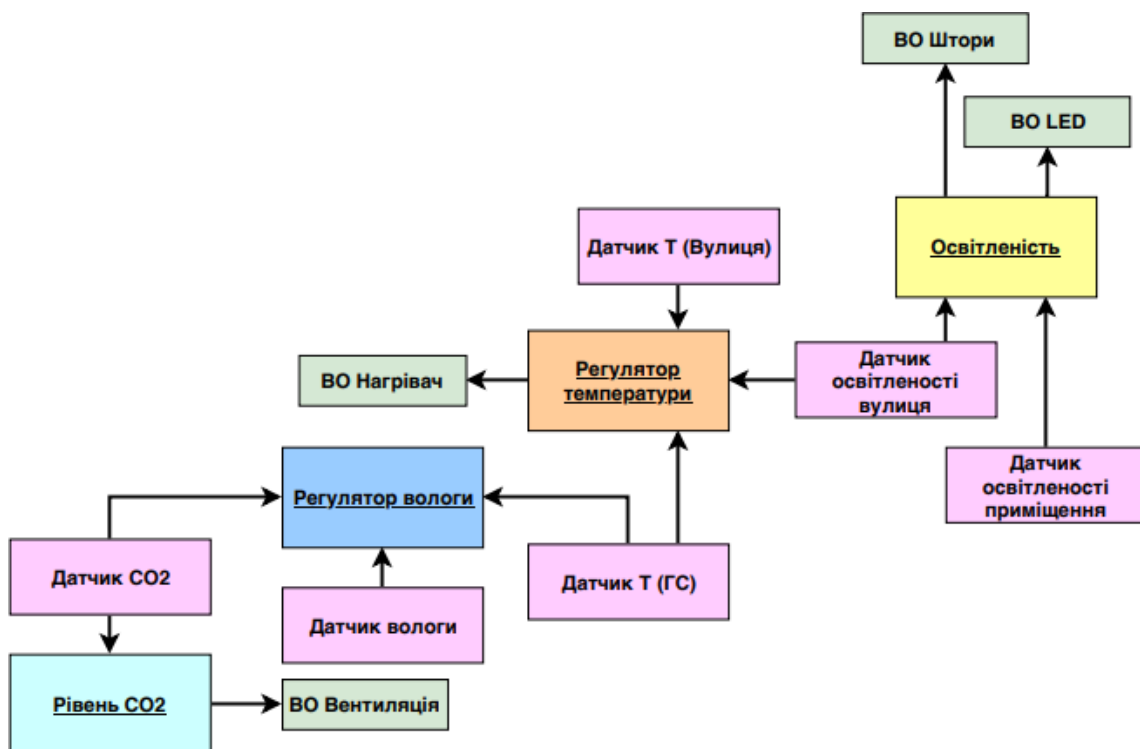 ВО Штори
ВО LED
Датчик Т (Вулиця)
Освітленість
ВО Нагрівач
Регулятор
температури
Датчик
освітленості
вулиця
Регулятор вологи
Датчик
освітленості
приміщення
Датчик СО2
Датчик Т (ГС)
Датчик вологи
Рівень СО2
ВО Вентиляція